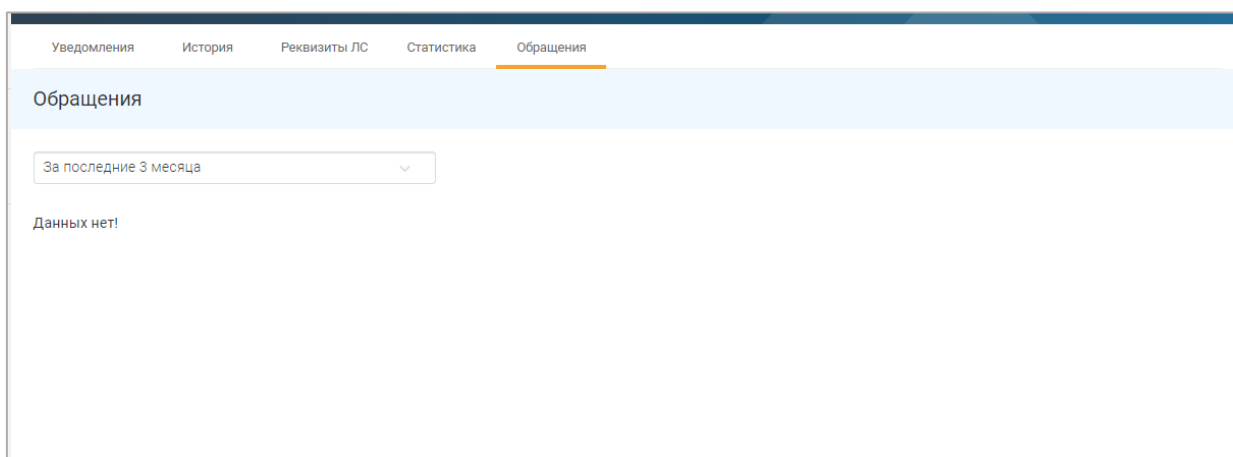 Уведомления История Реквизиты ЛС Статистика Обращения
Обращения
За последние 3 месяца
Данных нет!